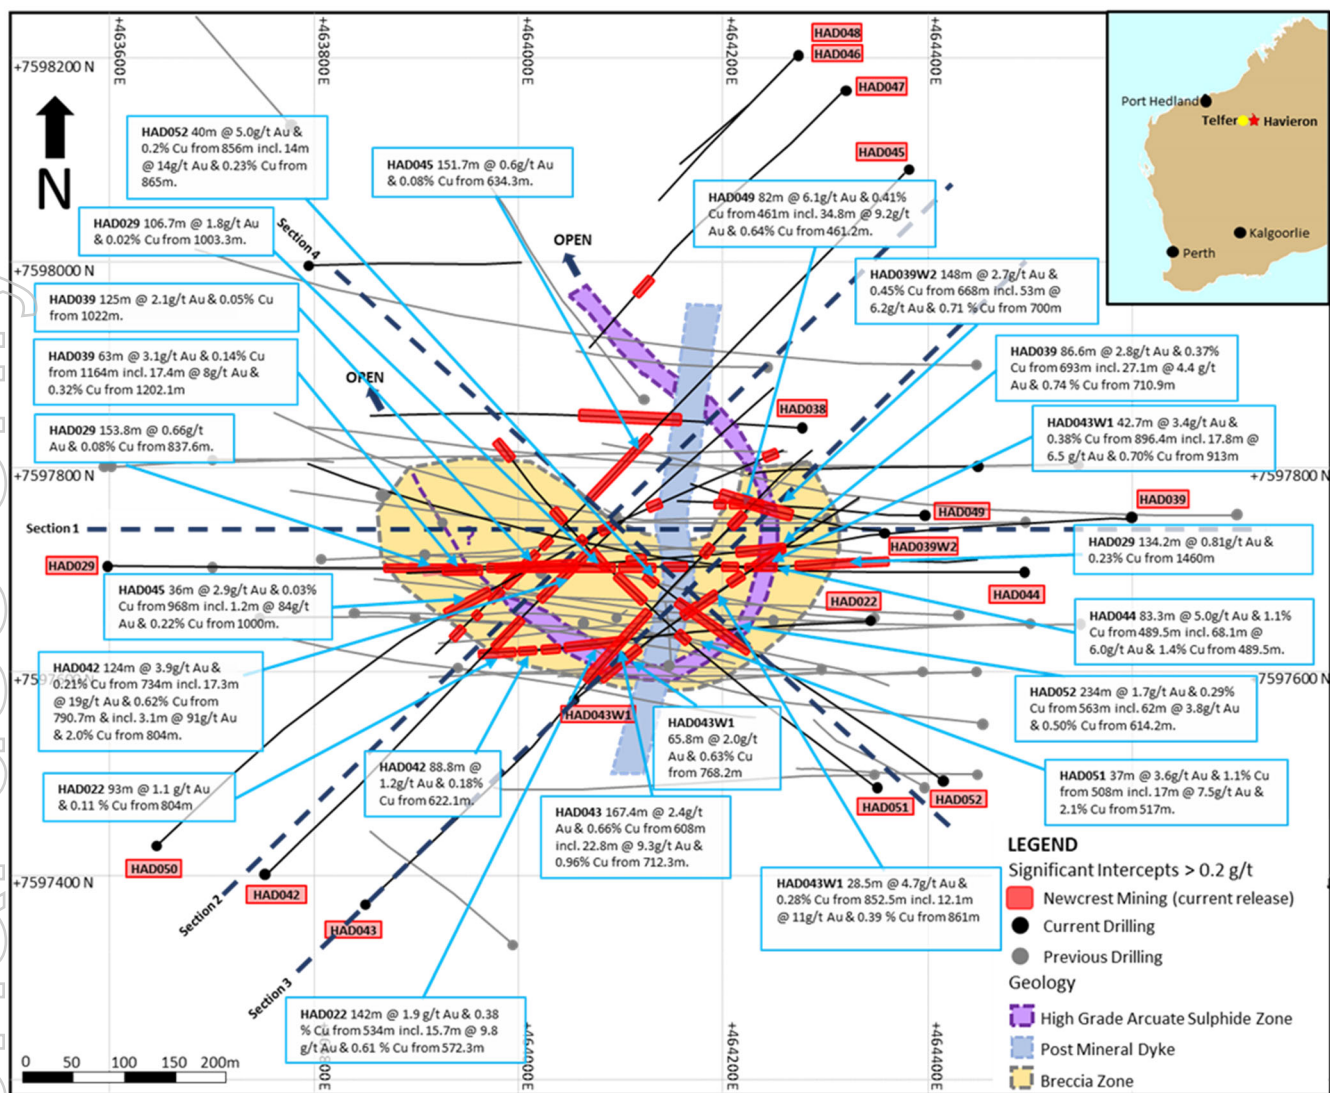 +463600E
+463800E
+464000E
+464200E
+464400E
HAD048
HAD046
HAD047
HAD045
+7598200 N
N
Port Hedland
Telfer
Havieron
Kalgoorlie
Perth
HAD052 40m @ 5.0g/t Au &
0.2% Cu from 856m incl. 14m
@ 14g/t Au & 0.23% Cu from
865m.
HAD045 151.7m @ 0.6g/t Au
& 0.08% Cu from 634.3m.
HAD049 82m @ 6.1g/t Au & 0.41%
Cu from 461m incl. 34.8m @ 9.2g/t
Au & 0.64% Cu from 461.2m.
HAD029 106.7m @ 1.8g/t Au
& 0.02% Cu from 1003.3m.
Section 4
OPEN
+7598000 N
HAD039W2 148m @ 2.7g/t Au &
0.45% Cu from 668m incl. 53m @
6.2g/t Au & 0.71 % Cu from 700m
HAD039 125m @ 2.1g/t Au & 0.05% Cu
from 1022m.
HAD039 63m @ 3.1g/t Au & 0.14% Cu
from 1164m incl. 17.4m @ 8g/t Au &
0.32% Cu from 1202.1m
OPEN
HAD039 86.6m @ 2.8g/t Au & 0.37%
Cu from 693m incl. 27.1m @ 4.4 g/t
Au & 0.74 % Cu from 710.9m
HAD038
HAD029 153.8m @ 0.66g/t
Au & 0.08% Cu from 837.6m.
HAD043W1 42.7m @ 3.4g/t Au &
0.38% Cu from 896.4m incl. 17.8m @
6.5 g/t Au & 0.70% Cu from 913m
+7597800 N
+7597800 N
HAD049
HAD039
Section 1
?
HAD039W2
HAD029 134.2m @ 0.81g/t Au &
0.23% Cu from 1460m
HAD029
HAD044
HAD045 36m @ 2.9g/t Au & 0.03%
Cu from 968m incl. 1.2m @ 84g/t
Au & 0.22% Cu from 1000m.
HAD022
HAD044 83.3m @ 5.0g/t Au & 1.1%
Cu from 489.5m incl. 68.1m @
6.0g/t Au & 1.4% Cu from 489.5m.
HAD042 124m @ 3.9g/t Au &
0.21% Cu from 734m incl. 17.3m
@ 19g/t Au & 0.62% Cu from
790.7m & incl. 3.1m @ 91g/t Au
& 2.0% Cu from 804m.
+7597600 N
+7597600 N
HAD052 234m @ 1.7g/t Au & 0.29%
Cu from 563m incl. 62m @ 3.8g/t Au
& 0.50% Cu from 614.2m.
HAD043W1
HAD043W1
65.8m @ 2.0g/t
Au & 0.63% Cu
from 768.2m
HAD042 88.8m @
1.2g/t Au & 0.18%
Cu from 622.1m.
HAD022 93m @ 1.1 g/t Au
& 0.11 % Cu from 804m
HAD051
HAD052
HAD051 37m @ 3.6g/t Au & 1.1% Cu
from 508m incl. 17m @ 7.5g/t Au &
2.1% Cu from 517m.
HAD043 167.4m @ 2.4g/t
Au & 0.66% Cu from 608m
incl. 22.8m @ 9.3g/t Au &
0.96% Cu from 712.3m.
HAD050
HAD042
+7597400 N
Section 2
HAD043
HAD043W1 28.5m @ 4.7g/t Au &
0.28% Cu from 852.5m incl. 12.1m
@ 11g/t Au & 0.39 % Cu from 861m
Section 3
HAD022 142m @ 1.9 g/t Au & 0.38
% Cu from 534m incl. 15.7m @ 9.8
g/t Au & 0.61 % Cu from 572.3m
LEGEND
Significant Intercepts > 0.2 g/t
Newcrest Mining (current release)
Current Drilling
Previous Drilling
Geology
High Grade Arcuate Sulphide Zone
Post Mineral Dyke
Breccia Zone
0 50 100 150 200m
+464000E
+464200E
+464400E